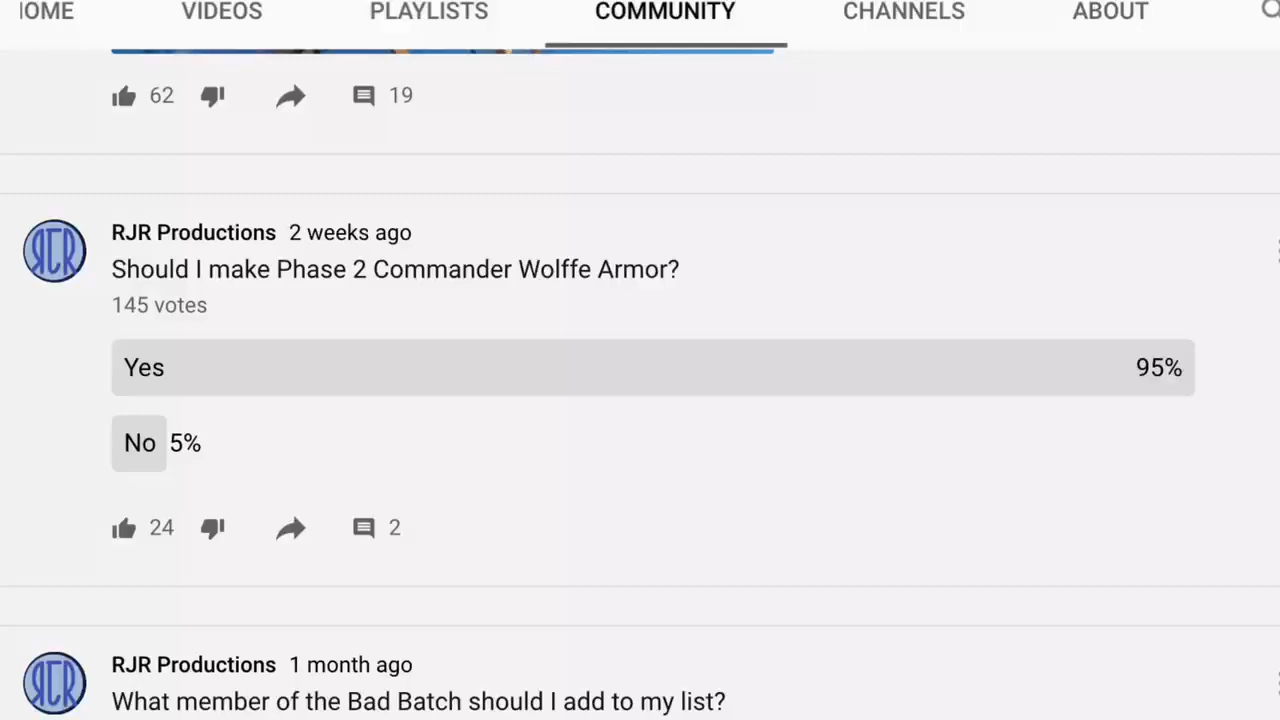 IOME VIDEOS PLAYLISTS COMMUNITY CHANNELS ABOUT
62 19
RJR Productions 2 weeks ago
Should I make Phase 2 Commander Wolffe Armor?
145 votes
Yes 95%
No 5%
24 2
RJR Productions 1 month ago
What member of the Bad Batch should I add to my list?